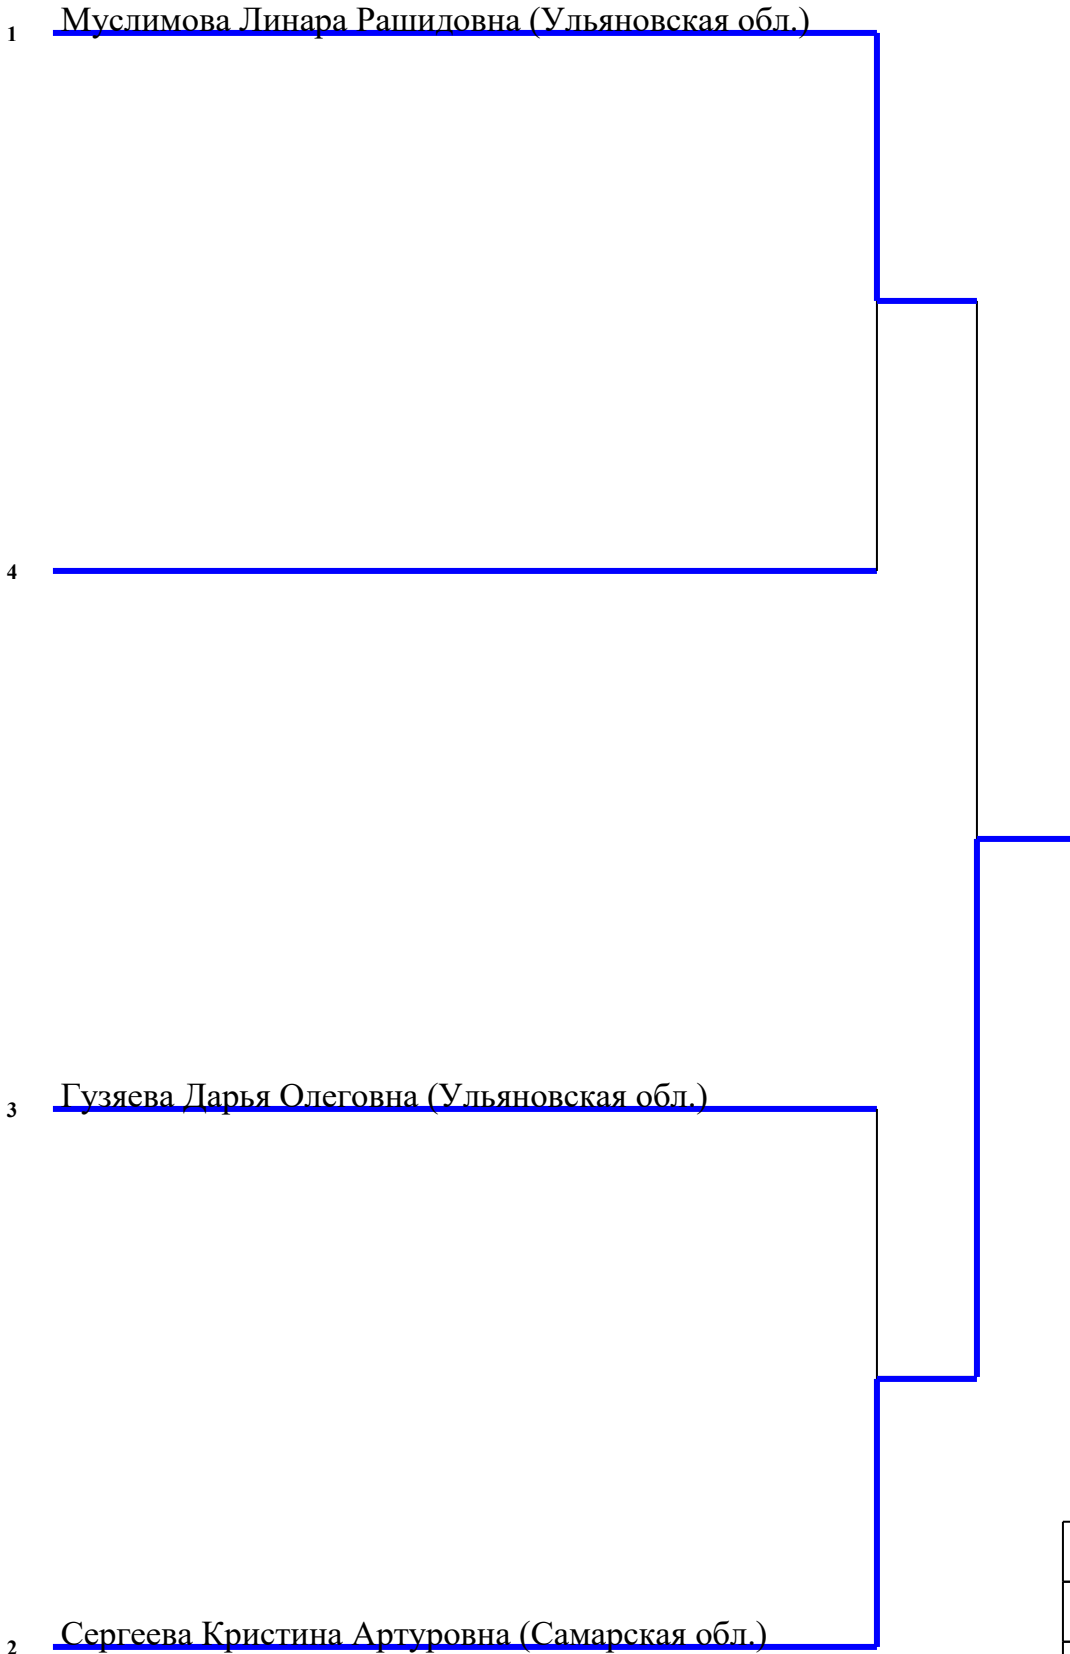 1 Муслимова Линара Рашидовна (Ульяновская обл.)
4
3 Гузяева Дарья Олеговна (Ульяновская обл.)
2 Сергеева Кристина Артуровна (Самарская обл.)